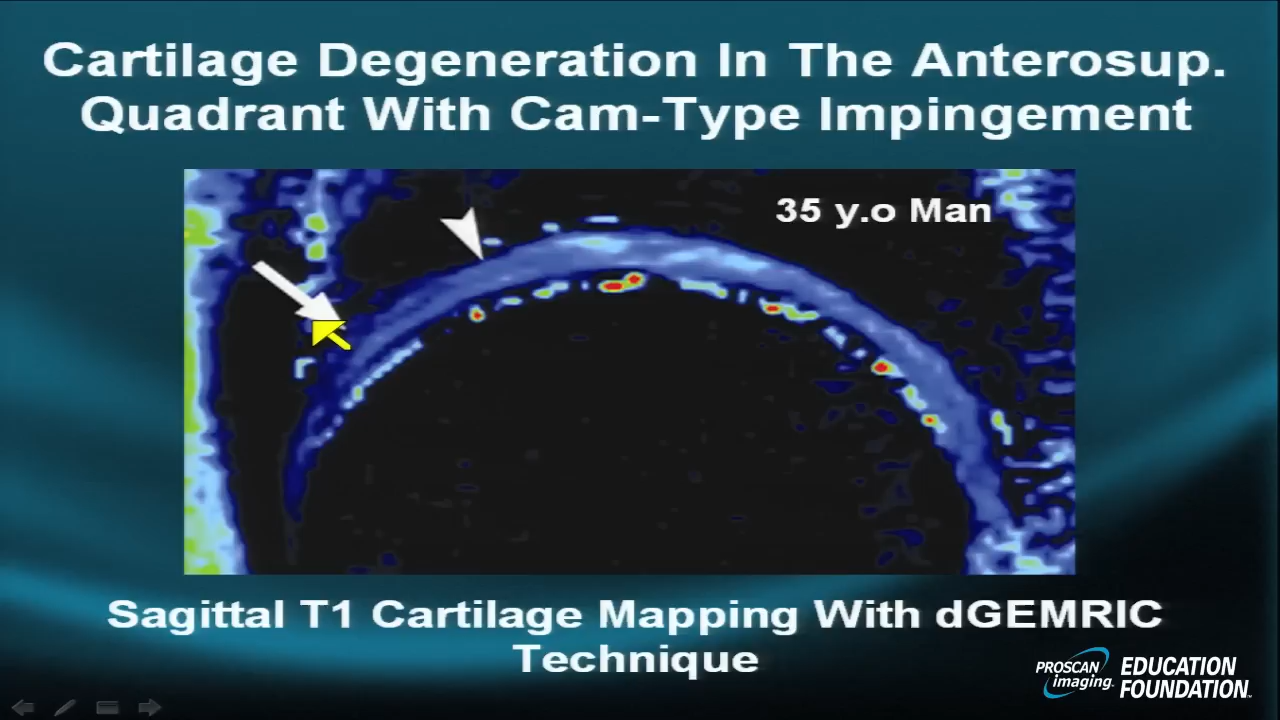 Cartilage Degeneration In The Anterosup.
Quadrant With Cam-Type Impingement
35 y.o Man
Sagittal T1 Cartilage Mapping With dGEMRIC
Technique
PROSCAN
imaging
EDUCATION
FOUNDATION